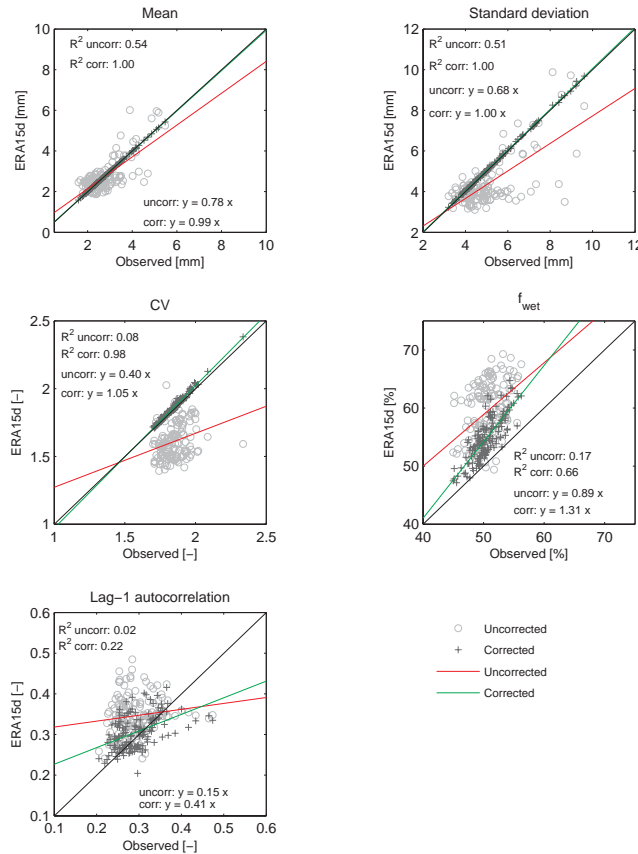 Mean
R² uncorr: 0.54
R² corr: 1.00
uncorr: y = 0.78 x
corr: y = 0.99 x
10
8
6
4
2
0
0 2 4 6 8 10
ERA15d [mm]
Observed [mm]
Standard deviation
R² uncorr: 0.51
R² corr: 1.00
uncorr: y = 0.68 x
corr: y = 1.00 x
12
10
8
6
4
2
2 4 6 8 10 12
ERA15d [mm]
Observed [mm]
CV
R² uncorr: 0.08
R² corr: 0.98
uncorr: y = 0.40 x
corr: y = 1.05 x
2.5
2
1.5
1
1 1.5 2 2.5
ERA15d [−]
Observed [−]
f_wet
R² uncorr: 0.17
R² corr: 0.66
uncorr: y = 0.89 x
corr: y = 1.31 x
70
60
50
40
40 50 60 70
ERA15d [%]
Observed [%]
Lag−1 autocorrelation
R² uncorr: 0.02
R² corr: 0.22
uncorr: y = 0.15 x
corr: y = 0.41 x
0.6
0.5
0.4
0.3
0.2
0.1
0.1 0.2 0.3 0.4 0.5 0.6
ERA15d [−]
Observed [−]
Uncorrected
Corrected
Uncorrected
Corrected